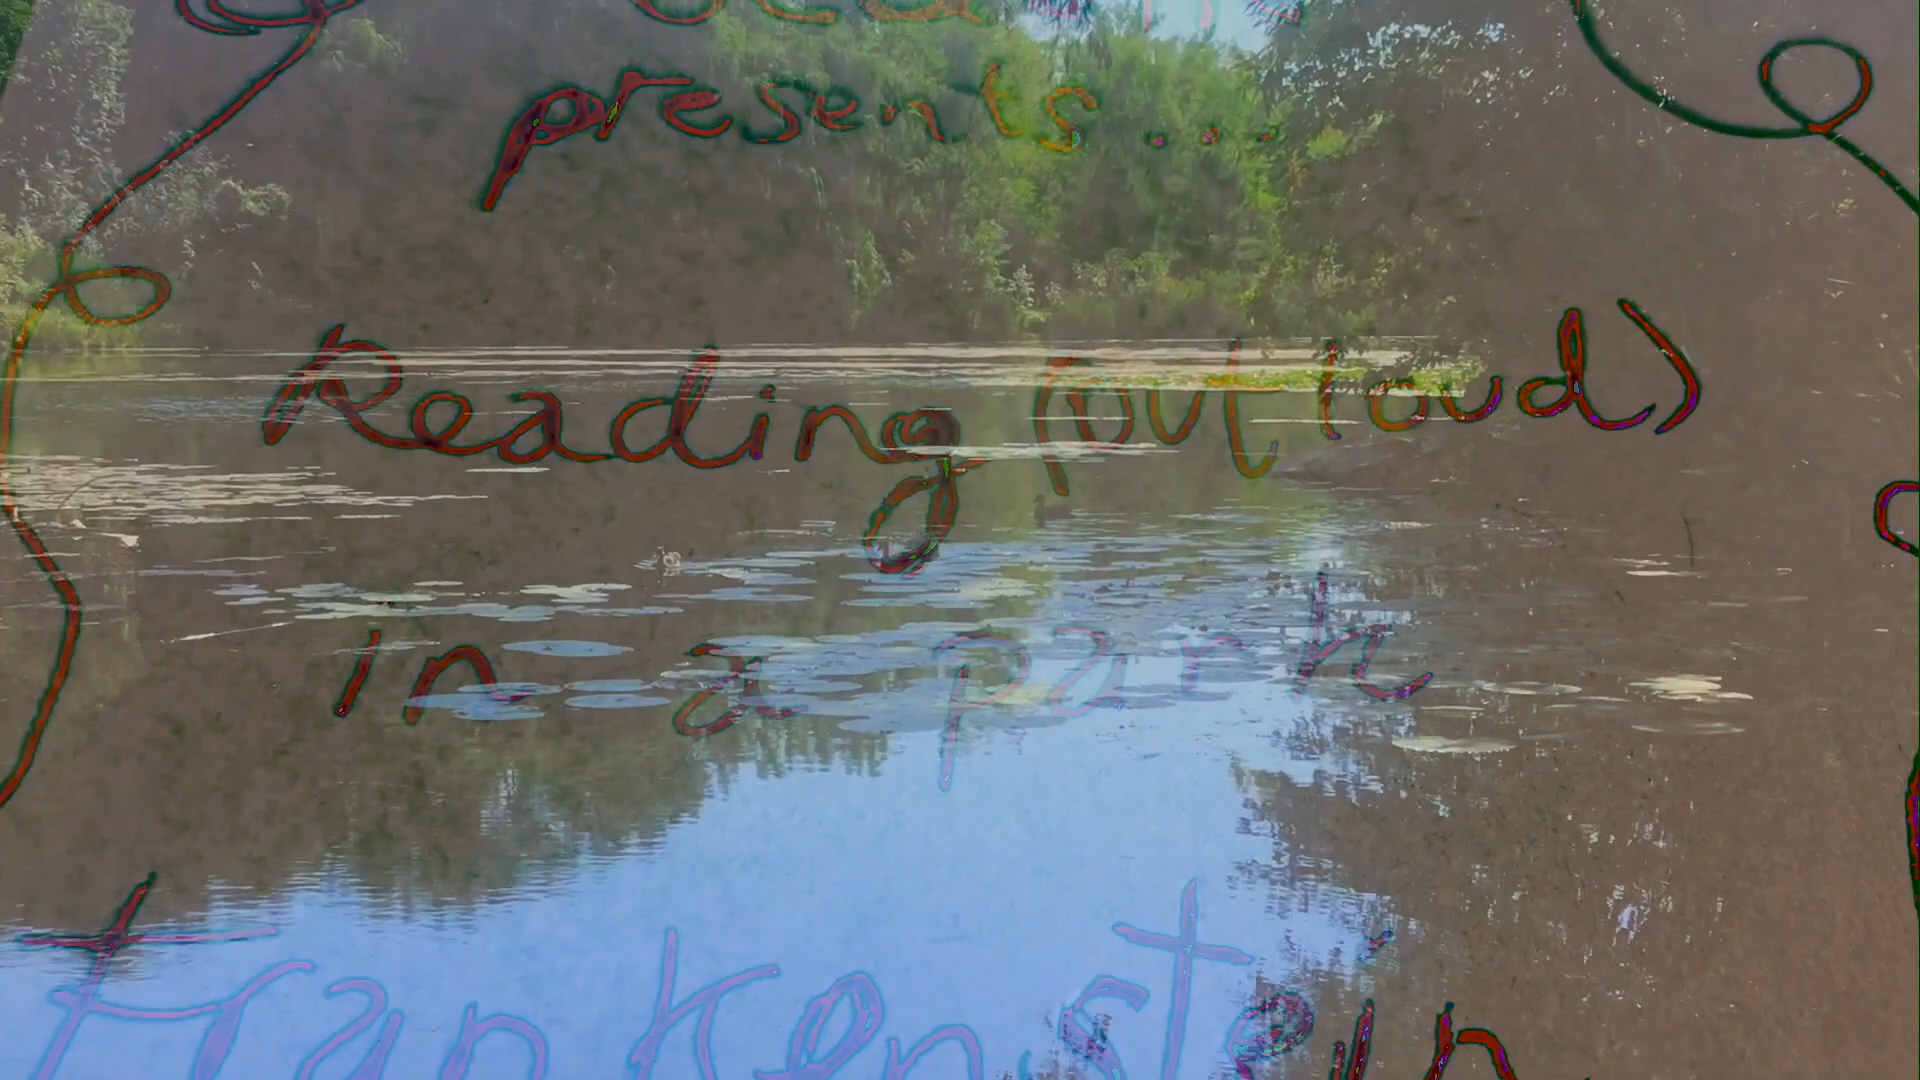 presents...
Reading (out loud)
in a park
Frankenstein